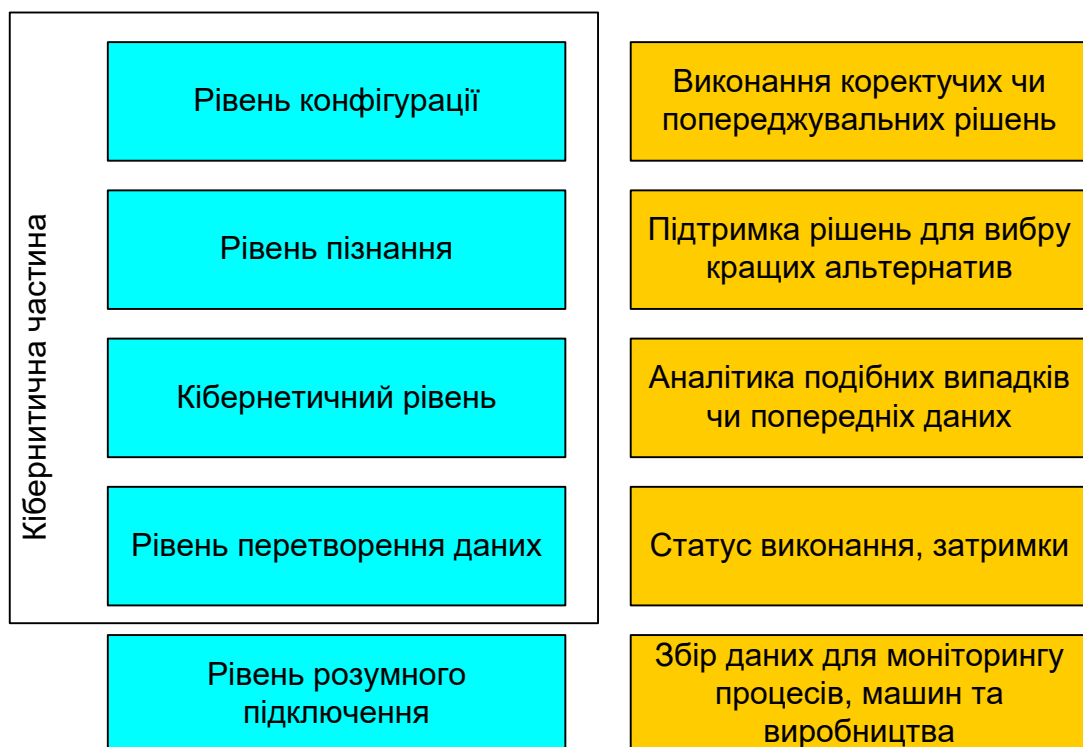 Кібернитична частина
Рівень конфігурації
Виконання коректучих чи
попереджувальних рішень
Рівень пізнання
Підтримка рішень для вибру
кращих альтернатив
Кібернетичний рівень
Аналітика подібних випадків
чи попередніх даних
Рівень перетворення даних
Статус виконання, затримки
Рівень розумного
підключення
Збір даних для моніторингу
процесів, машин та
виробництва